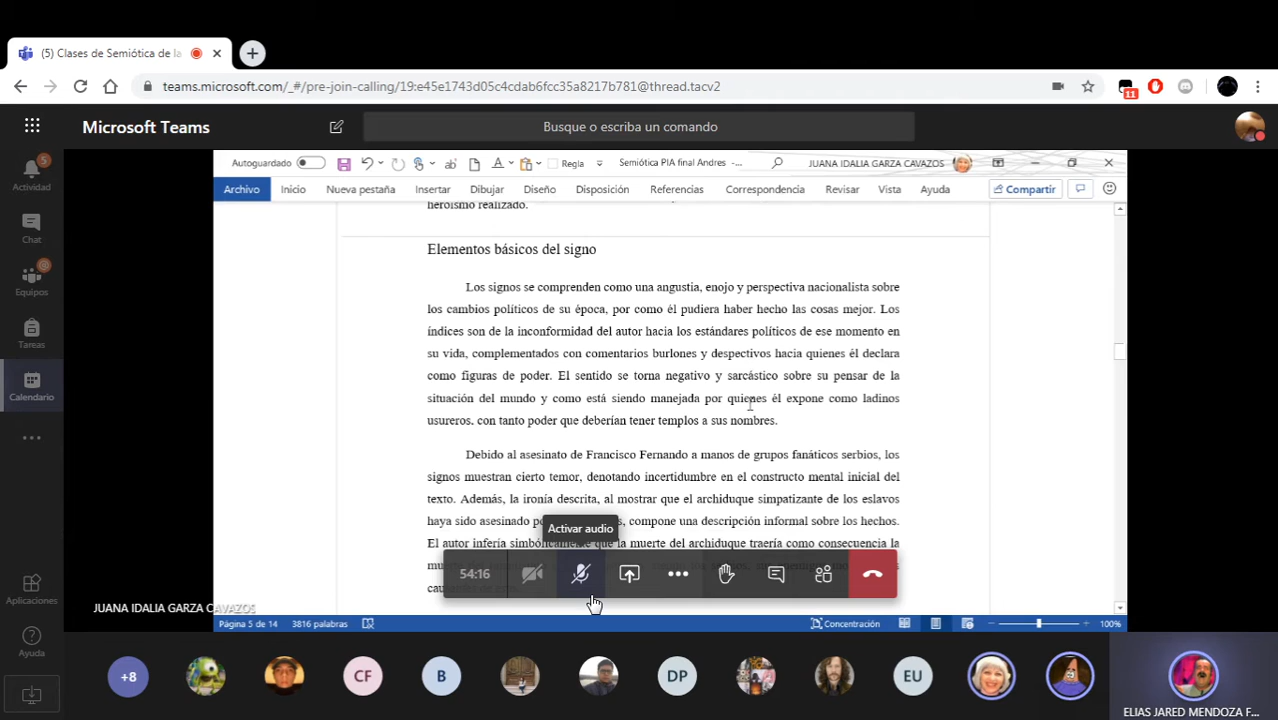 (5) Clases de Semiótica de la
teams.microsoft.com/_#/pre-join-calling/19:e45e1743d05c4cdab6fcc35a8217b781@thread.tacv2
11
Microsoft Teams
Busque o escriba un comando
5
Actividad
Chat
@
Equipos
Tareas
Calendario
Aplicaciones
Ayuda
Autoguardado
Regla
Semiótica PIA final Andres -...
JUANA IDALIA GARZA CAVAZOS
Archivo Inicio Nueva pestaña Insertar Dibujar Diseño Disposición Referencias Correspondencia Revisar Vista Ayuda Compartir
heroísmo realizado.
Elementos básicos del signo
Los signos se comprenden como una angustia, enojo y perspectiva nacionalista sobre
los cambios políticos de su época, por como él pudiera haber hecho las cosas mejor. Los
índices son de la inconformidad del autor hacia los estándares políticos de ese momento en
su vida, complementados con comentarios burlones y despectivos hacia quienes él declara
como figuras de poder. El sentido se torna negativo y sarcástico sobre su pensar de la
situación del mundo y como está siendo manejada por quienes él expone como ladinos
usureros, con tanto poder que deberían tener templos a sus nombres.
Debido al asesinato de Francisco Fernando a manos de grupos fanáticos serbios, los
signos muestran cierto temor, denotando incertidumbre en el constructo mental inicial del
texto. Además, la ironía descrita, al mostrar que el archiduque simpatizante de los eslavos
haya sido asesinado compone una descripción informal sobre los hechos.
El autor infería simbólicamente que la muerte del archiduque traería como consecuencia la
Activar audio
54:16
JUANA IDALIA GARZA CAVAZOS
Página 5 de 14 3816 palabras
Concentración
100%
+8
CF
B
DP
EU
ELIAS JARED MENDOZA F...